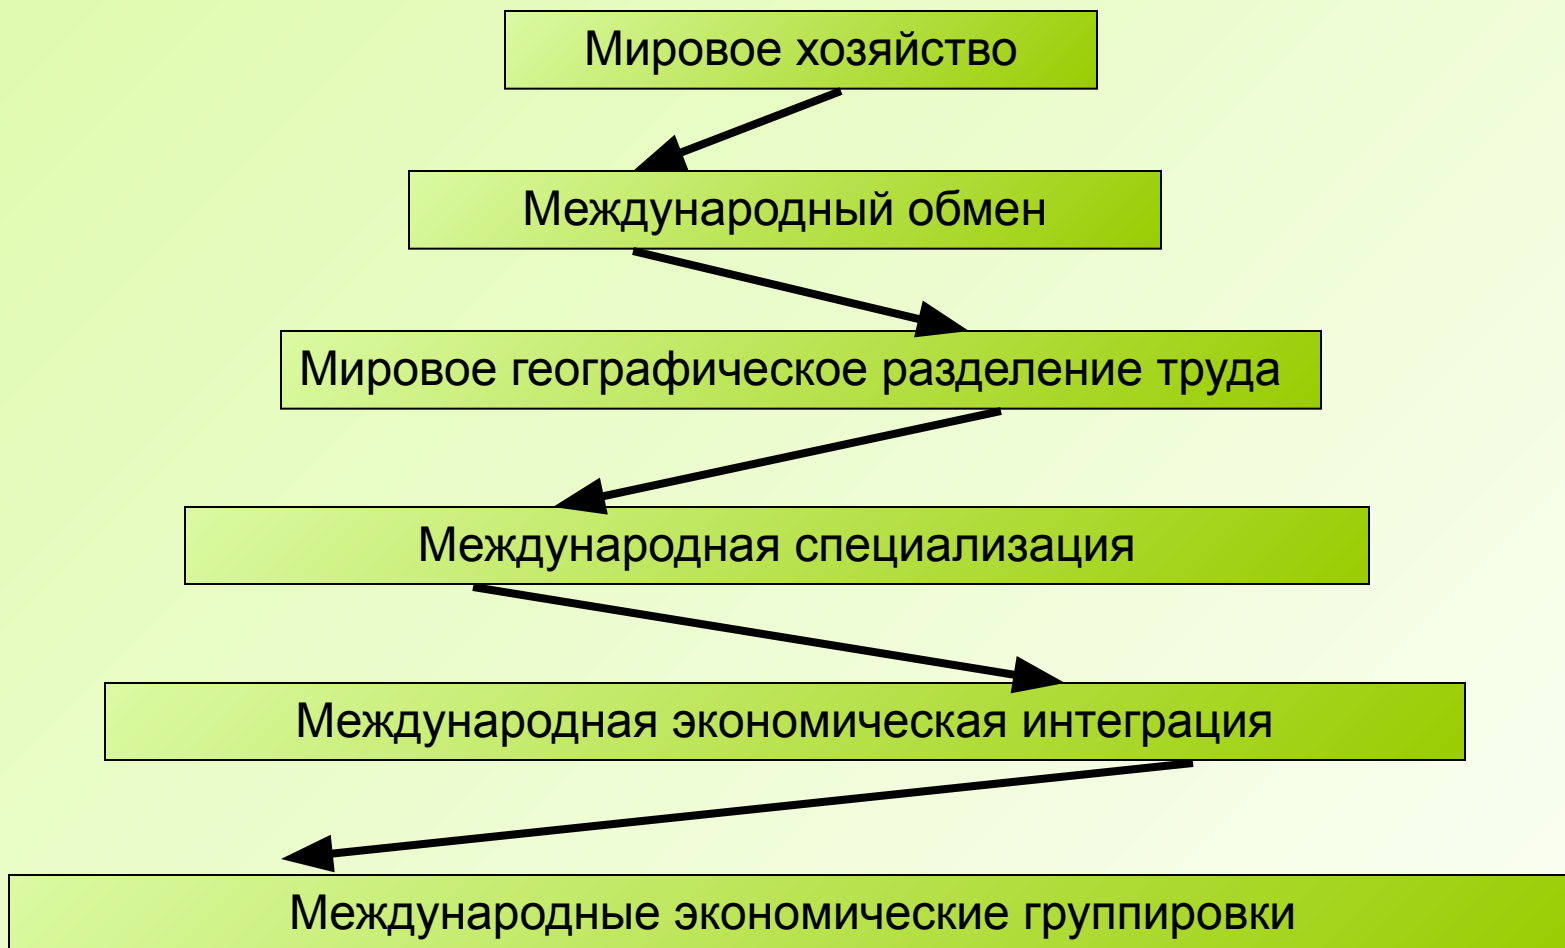 Мировое хозяйство
Международный обмен
Мировое географическое разделение труда
Международная специализация
Международная экономическая интеграция
Международные экономические группировки